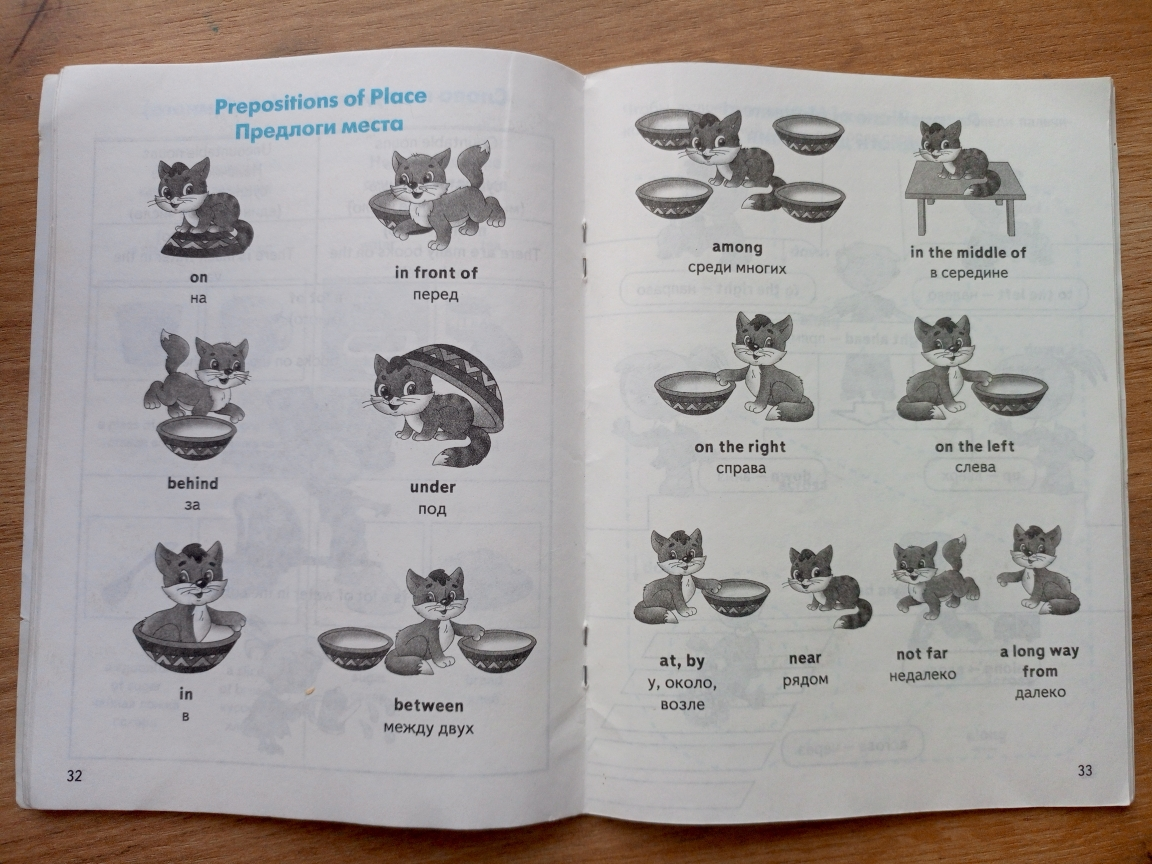 Prepositions of Place
Предлоги места
on
на
in front of
перед
behind
за
under
под
in
в
between
между двух
32
among
среди многих
in the middle of
в середине
on the right
справа
on the left
слева
at, by
у, около,
возле
near
рядом
not far
недалеко
a long way
from
далеко
33